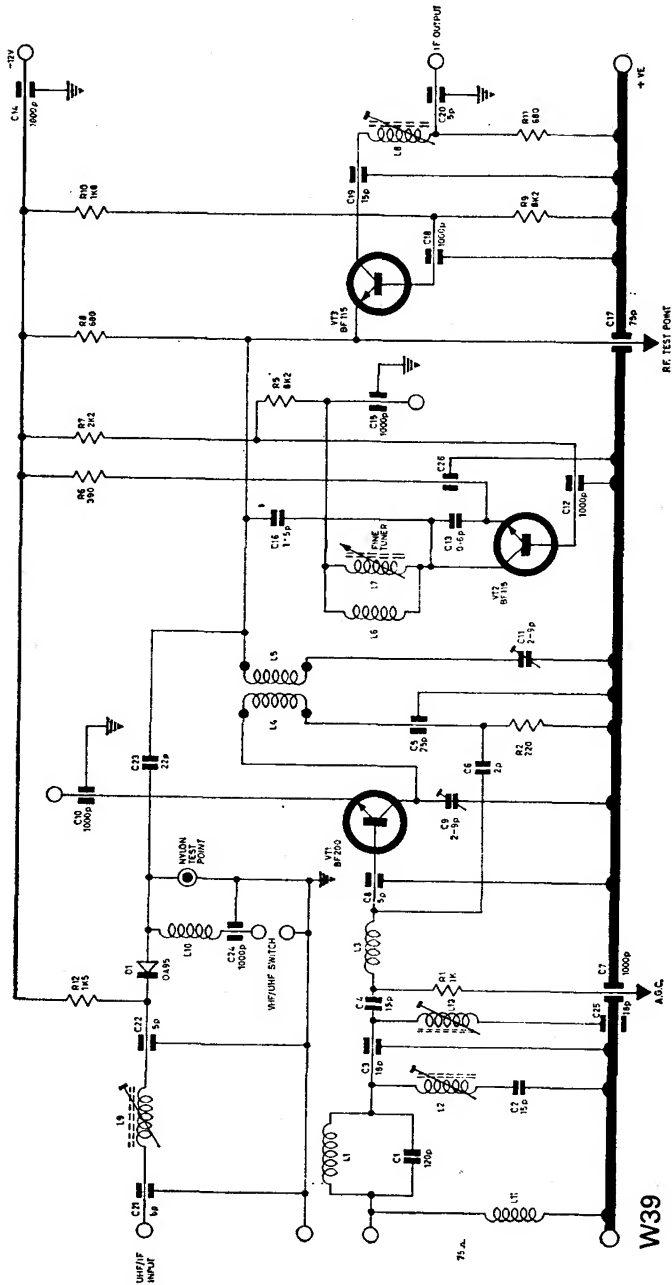 -12V
C14
1000p
R10
1K8
R8
680
R7
2K2
R6
390
R12
1K5
C21
6p
UHF/IF
INPUT
L9
C22
5p
D1
OA95
L10
C24
1000p
VHF/UHF SWITCH
NYLON
TEST
POINT
C23
22p
C10
1000p
IF OUTPUT
C20
5p
L8
C19
15p
R11
680
VT3
BF115
C18
1000p
R9
8K2
R5
8K2
C15
1000p
C16
1·5p
L7
FINE
TUNER
L6
C13
0·6p
C26
VT2
BF115
C12
1000p
L5
L4
C11
2-9p
C5
25p
C6
2p
R2
220
VT1
BF200
C9
2-9p
C8
5p
L3
R1
1K
C4
15p
L12
C3
18p
L2
C2
15p
L1
C1
120p
75Ω
L11
C25
18p
C7
1000p
A.G.C.
C17
75p
R.F. TEST POINT
+ VE
W39